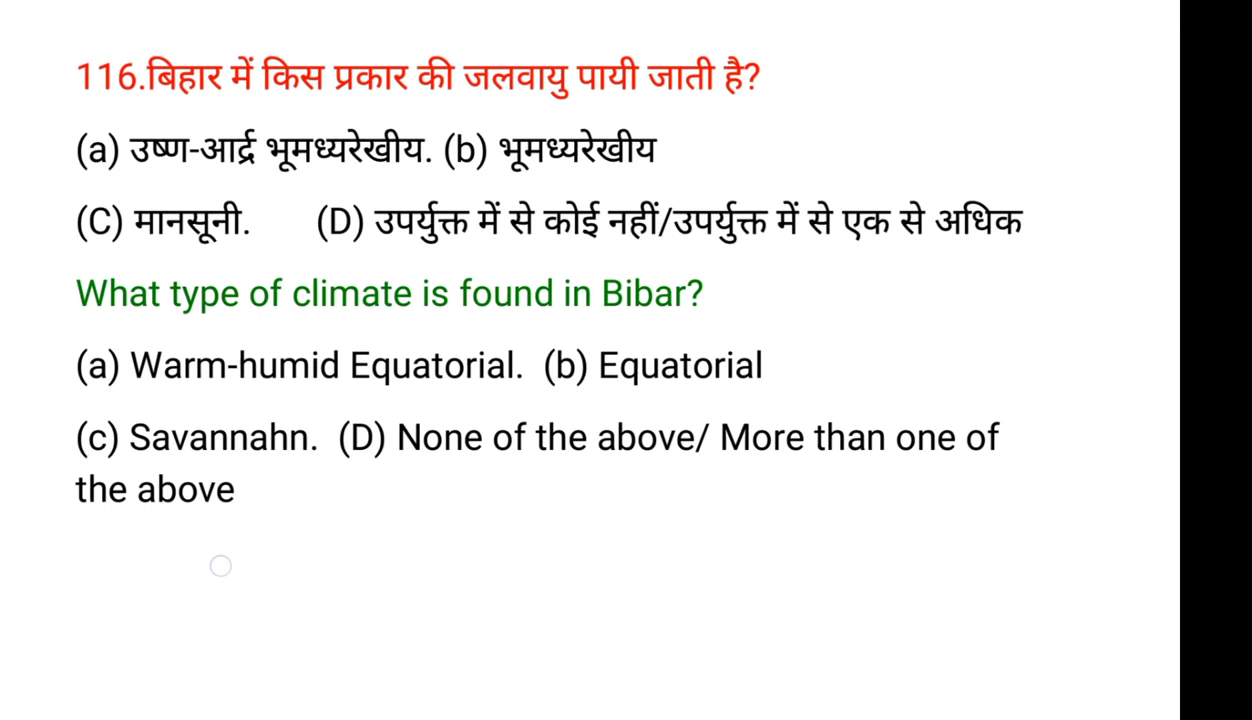 116.बिहार में किस प्रकार की जलवायु पायी जाती है?
(a) उष्ण-आर्द्र भूमध्यरेखीय. (b) भूमध्यरेखीय
(C) मानसूनी. (D) उपर्युक्त में से कोई नहीं/उपर्युक्त में से एक से अधिक
What type of climate is found in Bibar?
(a) Warm-humid Equatorial. (b) Equatorial
(c) Savannahn. (D) None of the above/ More than one of
the above